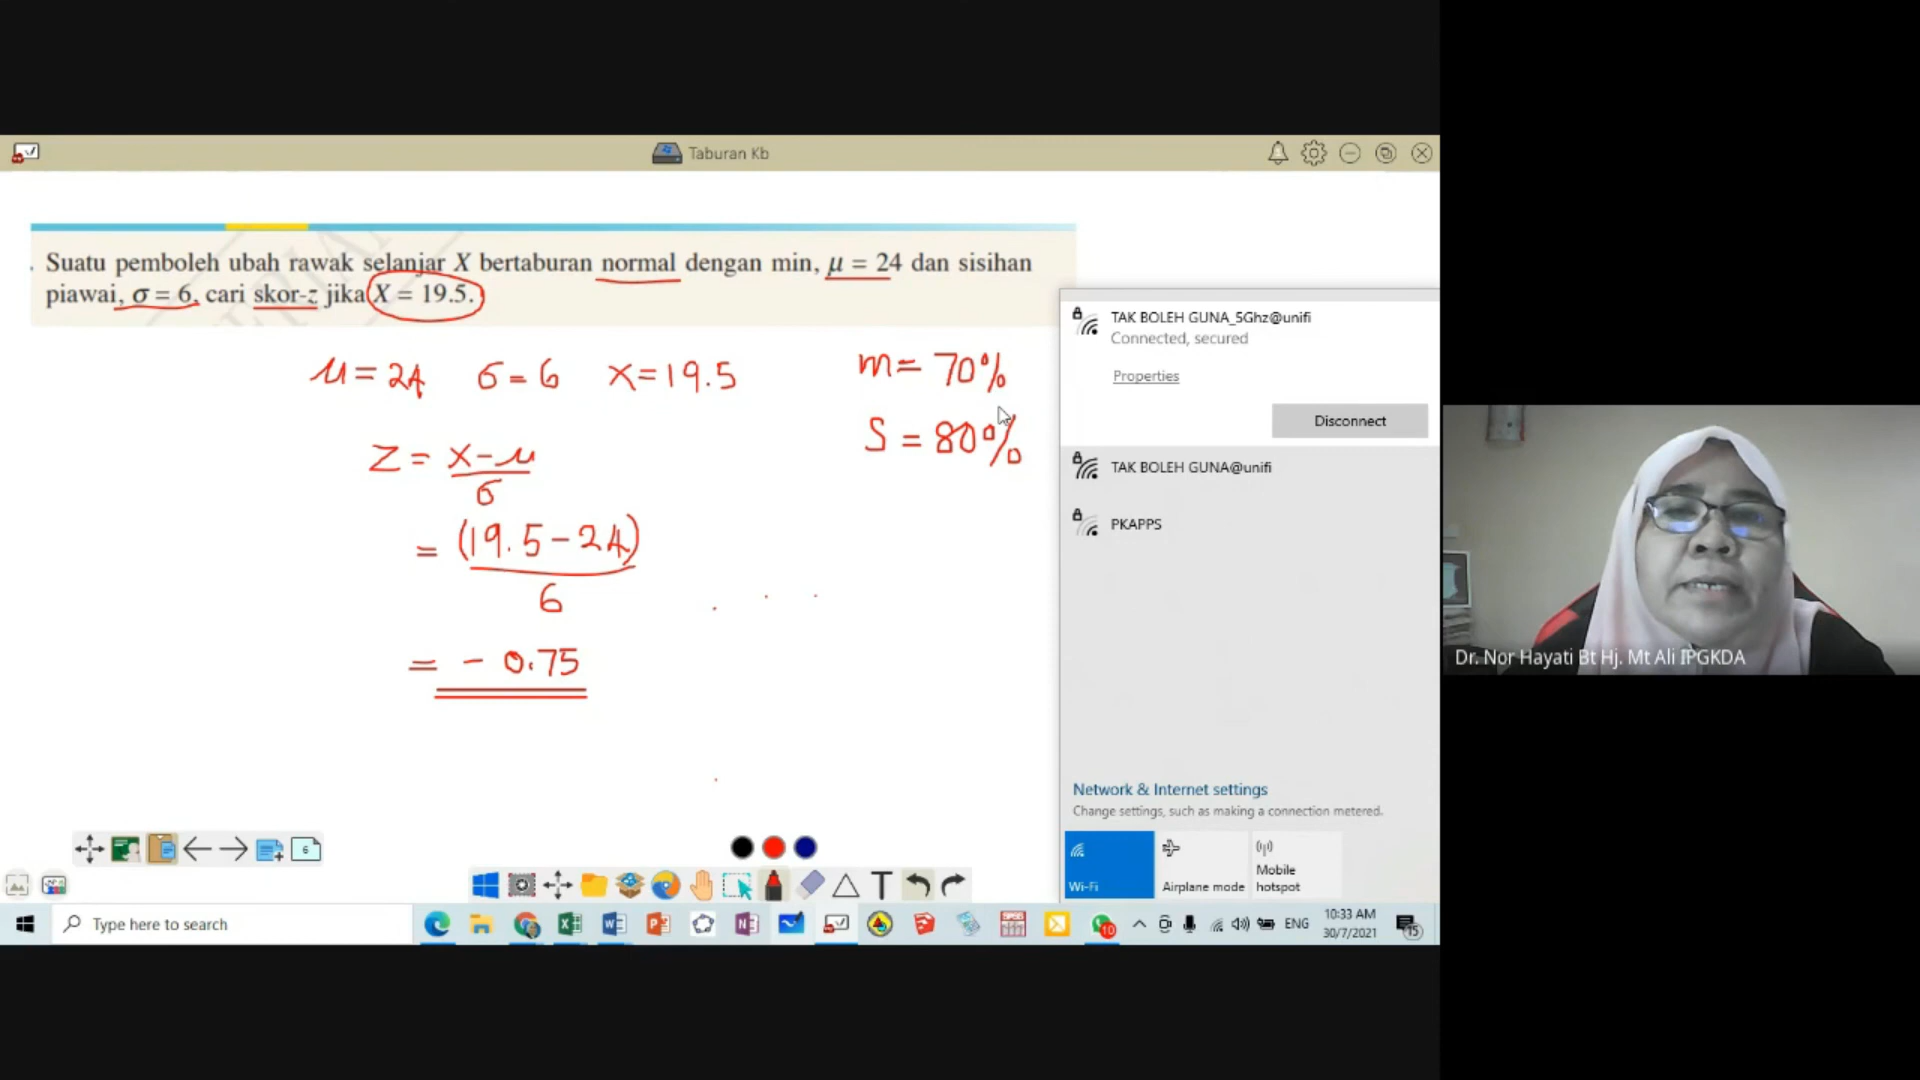 Taburan Kb
Suatu pemboleh ubah rawak selanjar X bertaburan normal dengan min, μ = 24 dan sisihan
piawai, σ = 6, cari skor-z jika X = 19.5.
μ = 24 σ = 6 x = 19.5
z = x - μ
σ
= (19.5 - 24)
6
= - 0.75
m = 70%
S = 80%
TAK BOLEH GUNA_5Ghz@unifi
Connected, secured
Properties
Disconnect
TAK BOLEH GUNA@unifi
PKAPPS
Network & Internet settings
Change settings, such as making a connection metered.
Wi-Fi
Airplane mode
Mobile
hotspot
6
T
Type here to search
10
ENG
10:33 AM
30/7/2021
15
Dr. Nor Hayati Bt Hj. Mt Ali IPGKDA